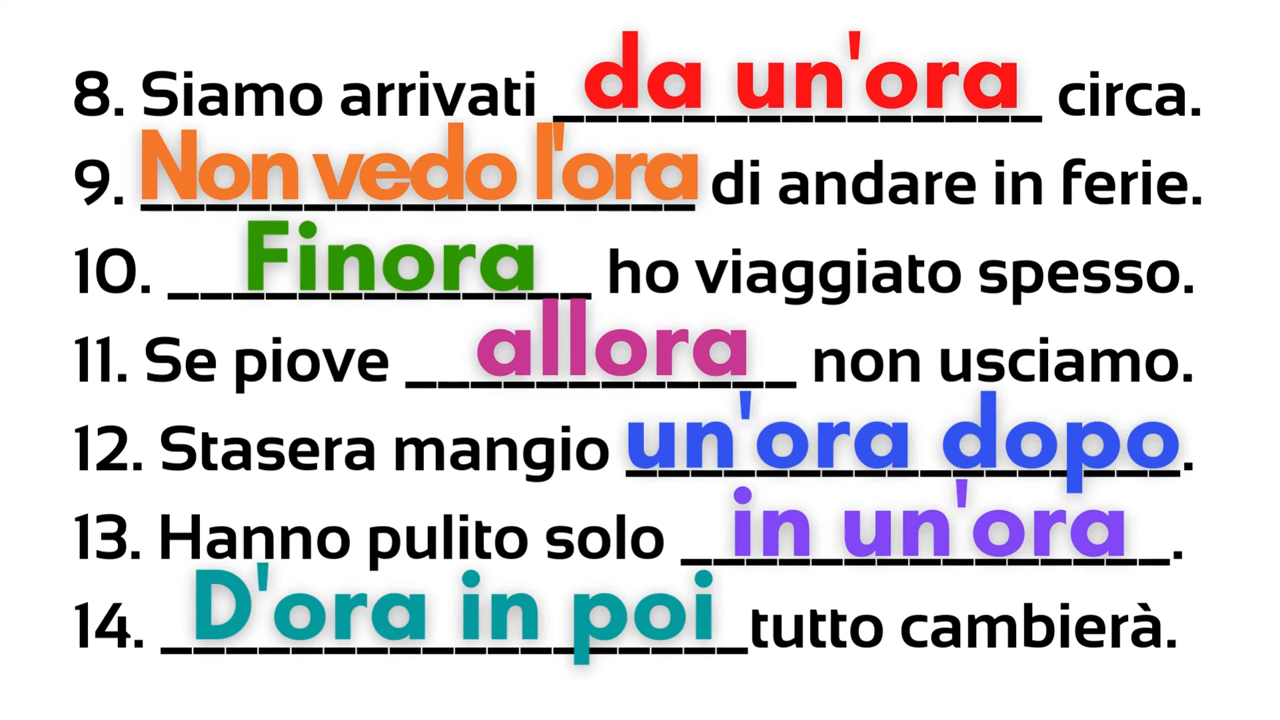 8. Siamo arrivati da un'ora circa.
9. Non vedo l'ora di andare in ferie.
10. Finora ho viaggiato spesso.
11. Se piove allora non usciamo.
12. Stasera mangio un'ora dopo.
13. Hanno pulito solo in un'ora.
14. D'ora in poi tutto cambierà.